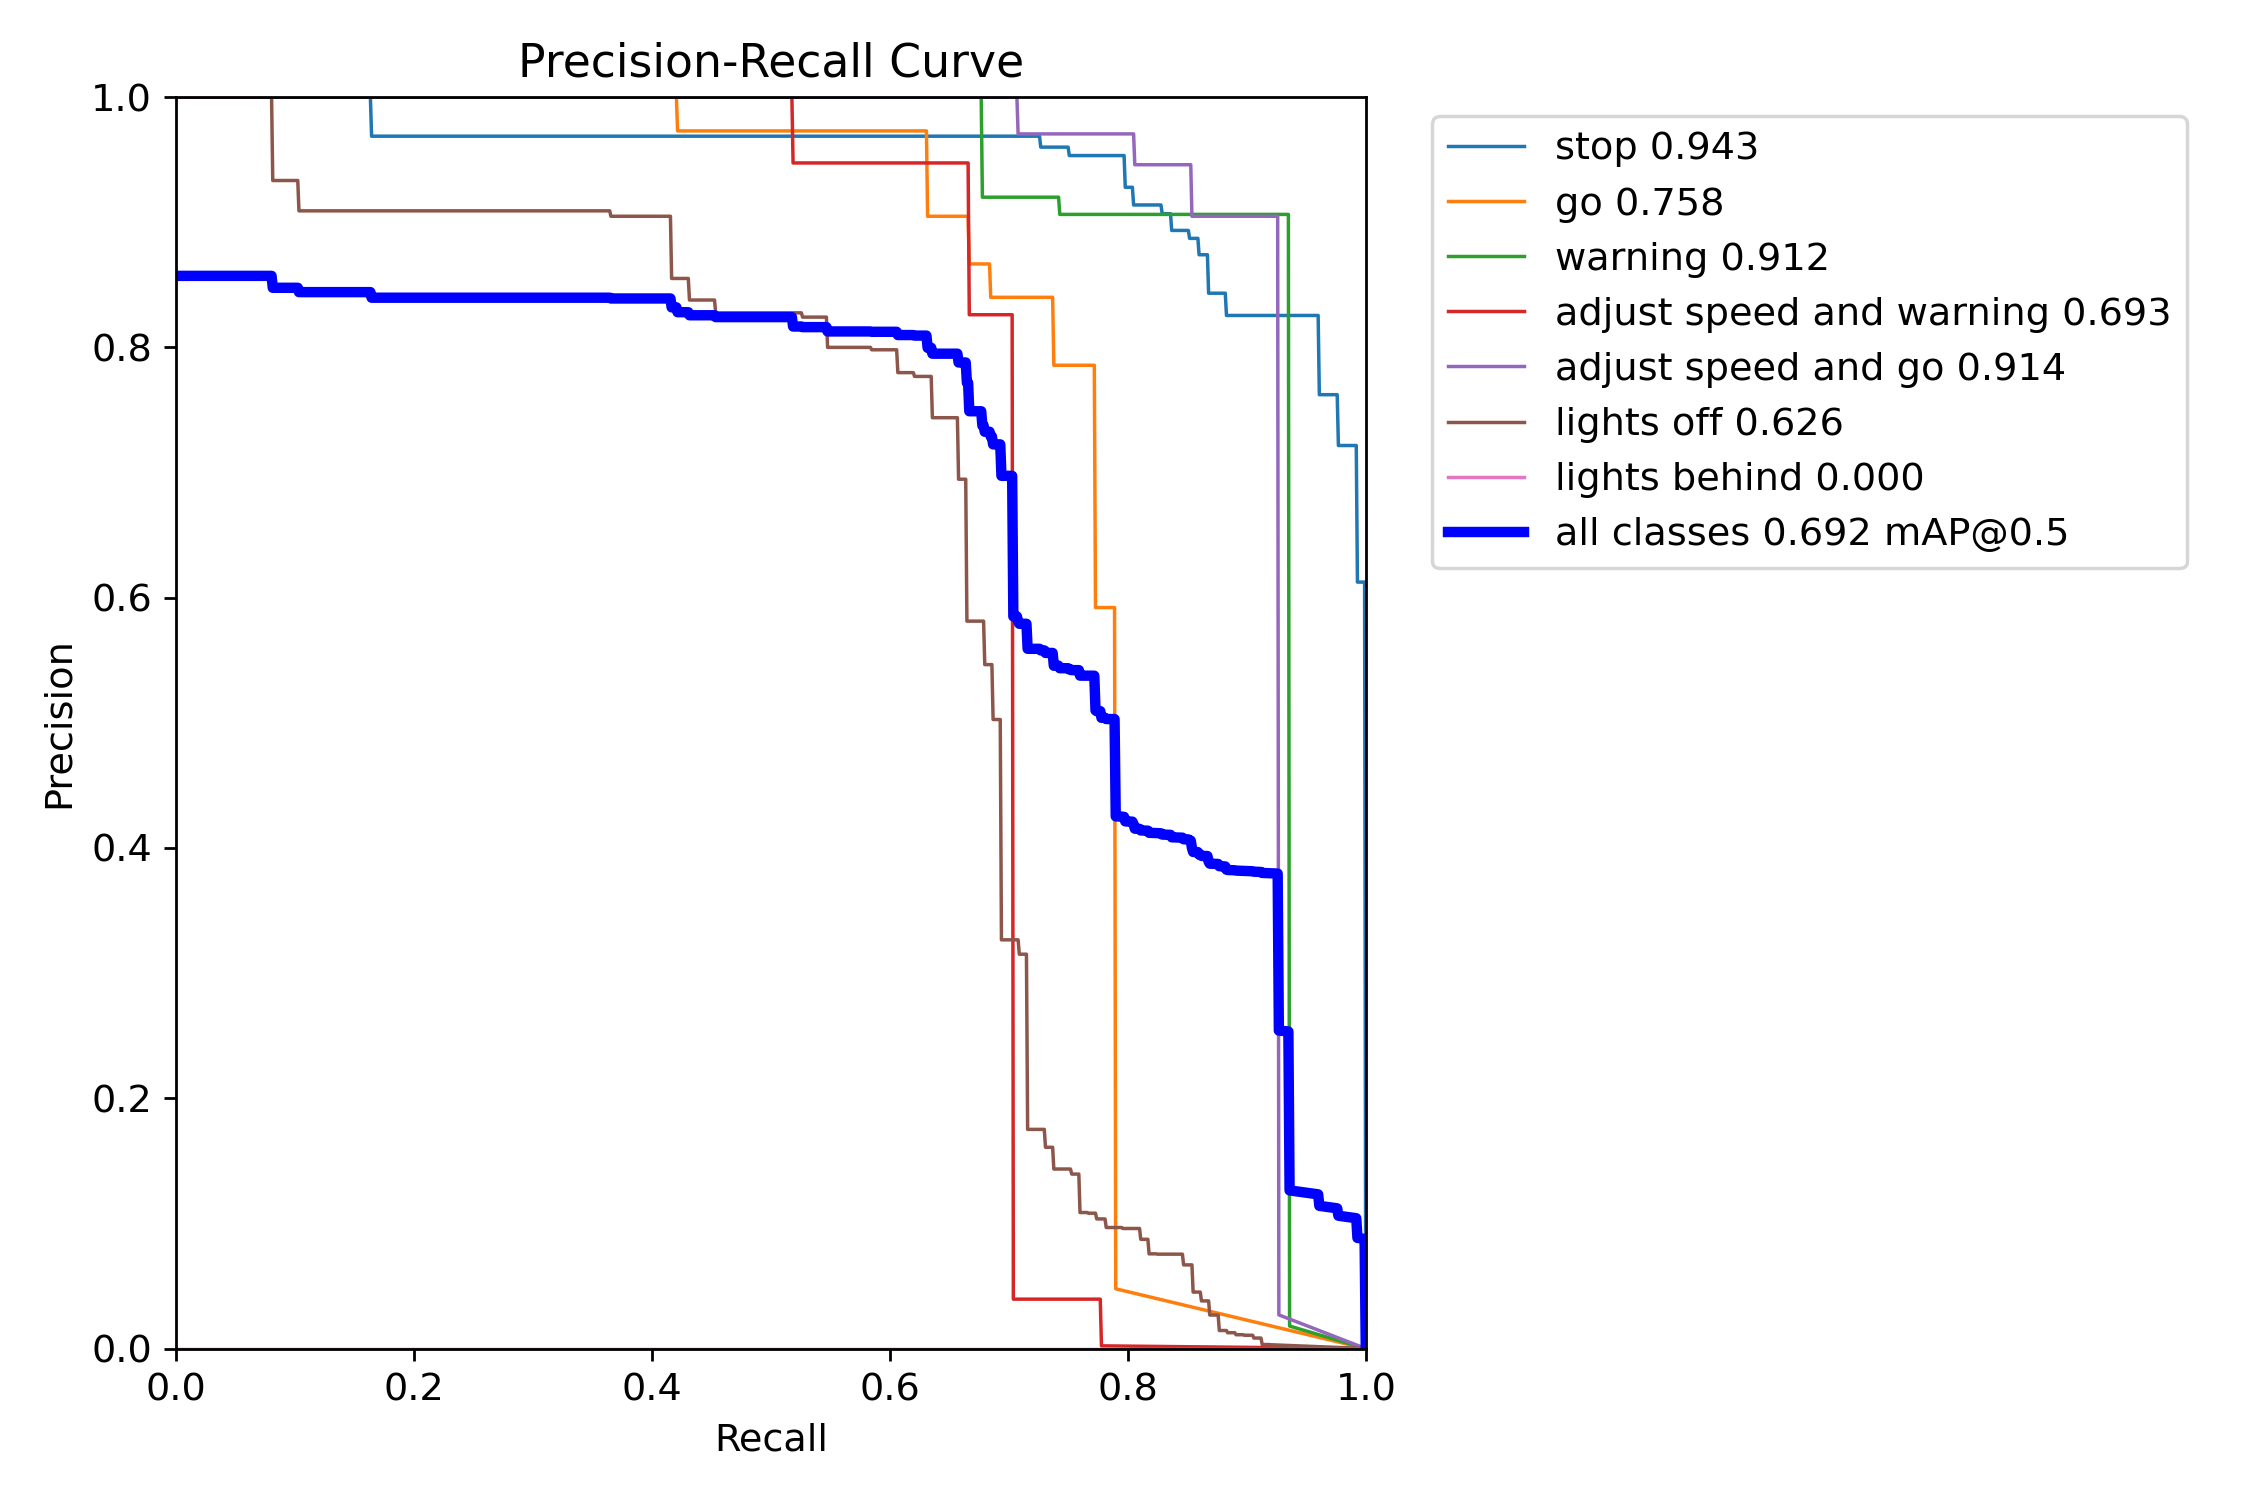 Precision-Recall Curve
1.0
0.8
0.6
0.4
0.2
0.0
Precision
0.0 0.2 0.4 0.6 0.8 1.0
Recall
stop 0.943
go 0.758
warning 0.912
adjust speed and warning 0.693
adjust speed and go 0.914
lights off 0.626
lights behind 0.000
all classes 0.692 mAP@0.5